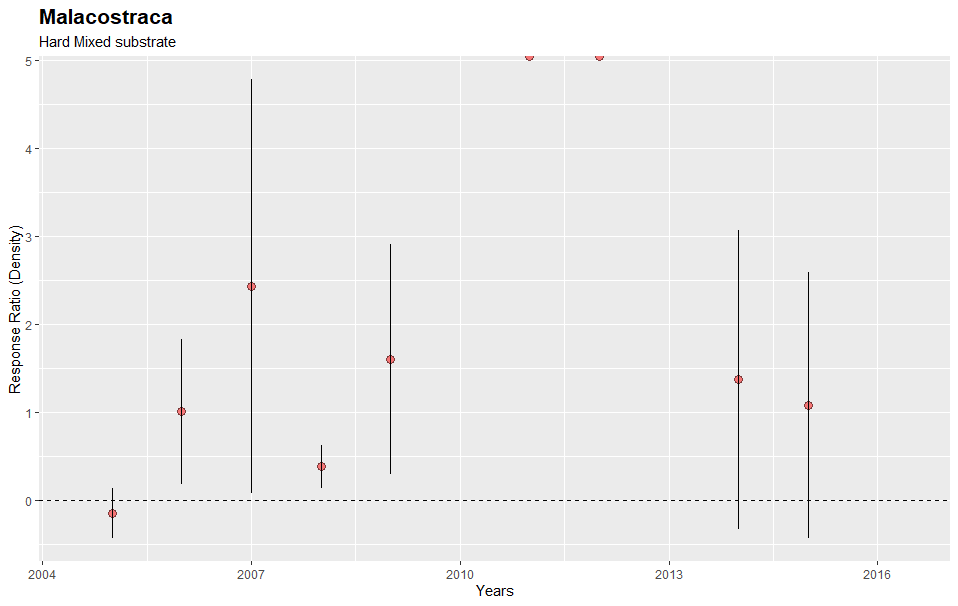 Malacostraca
Hard Mixed substrate
Response Ratio (Density)
5
4
3
2
1
0
2004 2007 2010 2013 2016
Years